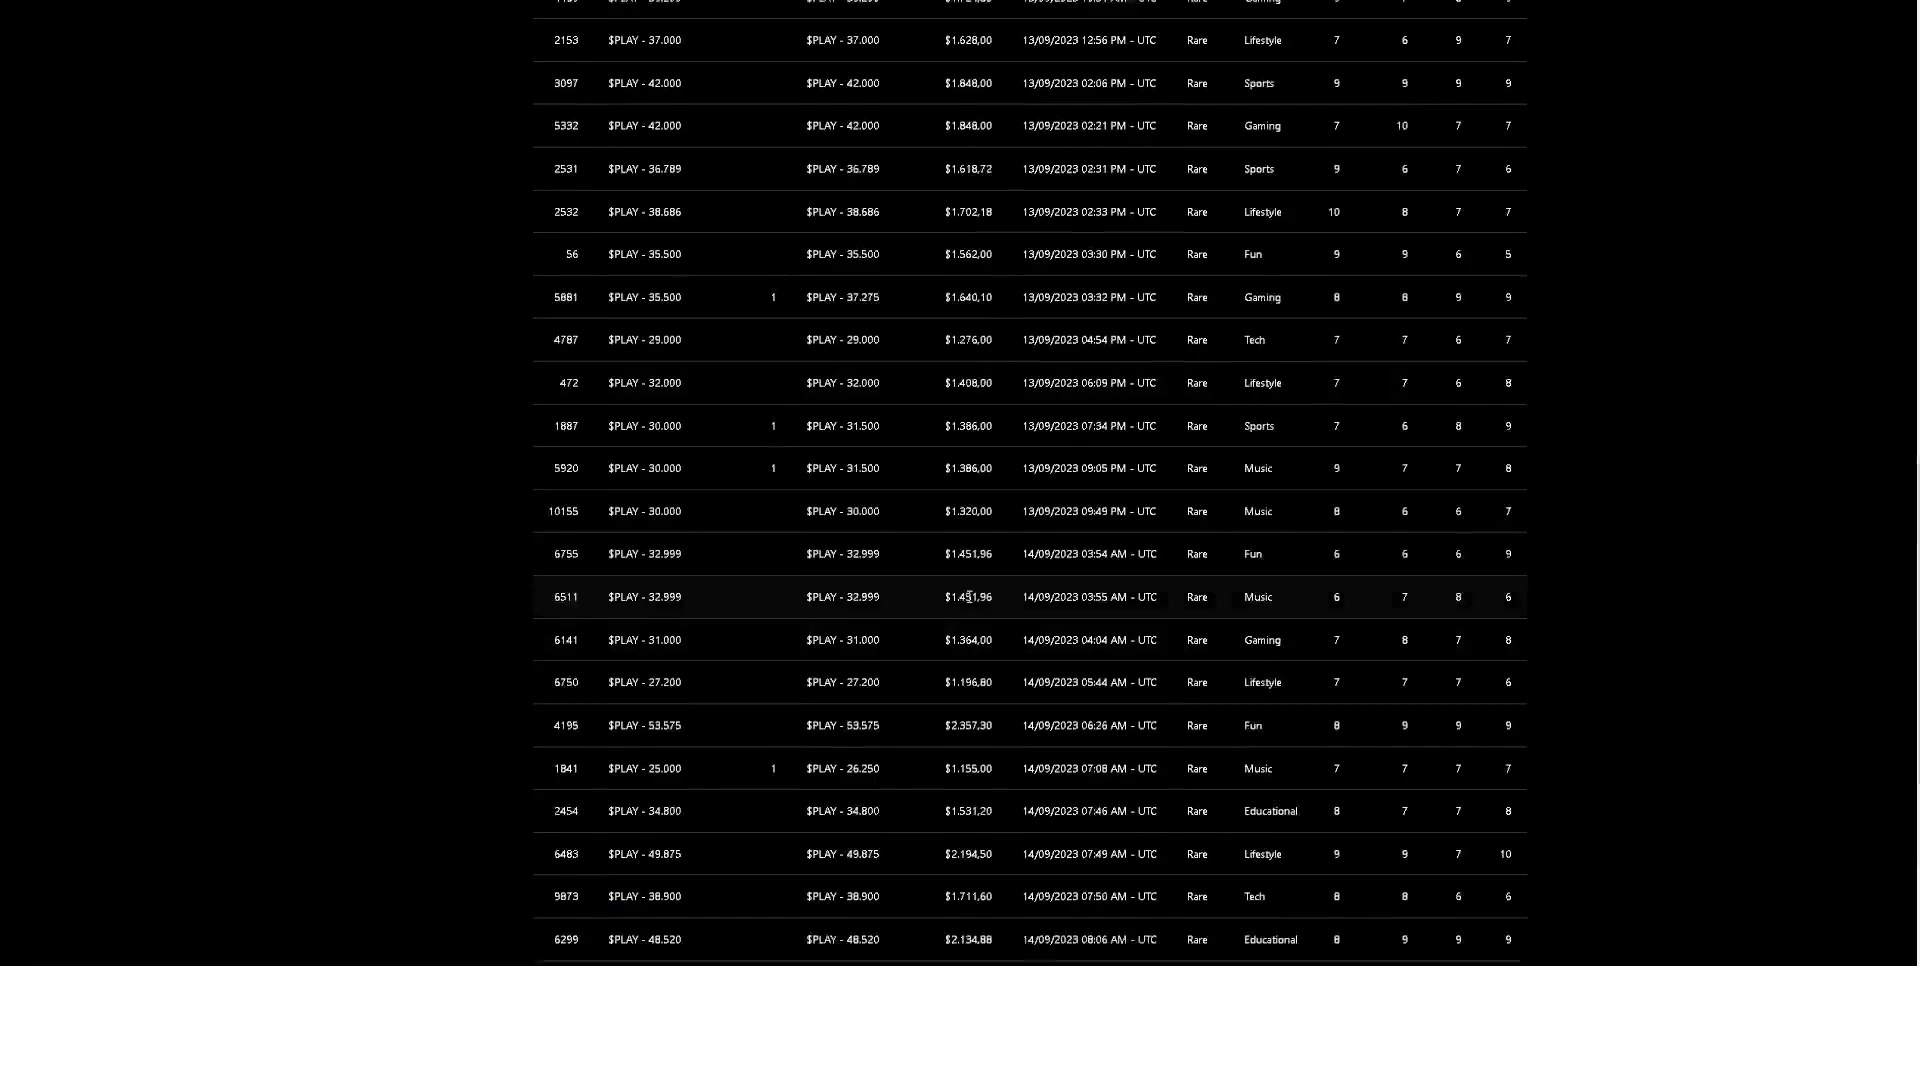 2153 $PLAY - 37.000 $PLAY - 37.000 $1.628,00 13/09/2023 12:56 PM - UTC Rare Lifestyle 7 6 9 7
3097 $PLAY - 42.000 $PLAY - 42.000 $1.848,00 13/09/2023 02:06 PM - UTC Rare Sports 9 9 9 9
5332 $PLAY - 42.000 $PLAY - 42.000 $1.848,00 13/09/2023 02:21 PM - UTC Rare Gaming 7 10 7 7
2531 $PLAY - 36.789 $PLAY - 36.789 $1.618,72 13/09/2023 02:31 PM - UTC Rare Sports 9 6 7 6
2532 $PLAY - 38.686 $PLAY - 38.686 $1.702,18 13/09/2023 02:33 PM - UTC Rare Lifestyle 10 8 7 7
56 $PLAY - 35.500 $PLAY - 35.500 $1.562,00 13/09/2023 03:30 PM - UTC Rare Fun 9 9 6 5
5881 $PLAY - 35.500 1 $PLAY - 37.275 $1.640,10 13/09/2023 03:32 PM - UTC Rare Gaming 8 8 9 9
4787 $PLAY - 29.000 $PLAY - 29.000 $1.276,00 13/09/2023 04:54 PM - UTC Rare Tech 7 7 6 7
472 $PLAY - 32.000 $PLAY - 32.000 $1.408,00 13/09/2023 06:09 PM - UTC Rare Lifestyle 7 7 6 8
1887 $PLAY - 30.000 1 $PLAY - 31.500 $1.386,00 13/09/2023 07:34 PM - UTC Rare Sports 7 6 8 9
5920 $PLAY - 30.000 1 $PLAY - 31.500 $1.386,00 13/09/2023 09:05 PM - UTC Rare Music 9 7 7 8
10155 $PLAY - 30.000 $PLAY - 30.000 $1.320,00 13/09/2023 09:49 PM - UTC Rare Music 8 6 6 7
6755 $PLAY - 32.999 $PLAY - 32.999 $1.451,96 14/09/2023 03:54 AM - UTC Rare Fun 6 6 6 9
6511 $PLAY - 32.999 $PLAY - 32.999 $1.451,96 14/09/2023 03:55 AM - UTC Rare Music 6 7 8 6
6141 $PLAY - 31.000 $PLAY - 31.000 $1.364,00 14/09/2023 04:04 AM - UTC Rare Gaming 7 8 7 8
6750 $PLAY - 27.200 $PLAY - 27.200 $1.196,80 14/09/2023 05:44 AM - UTC Rare Lifestyle 7 7 7 6
4195 $PLAY - 53.575 $PLAY - 53.575 $2.357,30 14/09/2023 06:26 AM - UTC Rare Fun 8 9 9 9
1841 $PLAY - 25.000 1 $PLAY - 26.250 $1.155,00 14/09/2023 07:08 AM - UTC Rare Music 7 7 7 7
2454 $PLAY - 34.800 $PLAY - 34.800 $1.531,20 14/09/2023 07:46 AM - UTC Rare Educational 8 7 7 8
6483 $PLAY - 49.875 $PLAY - 49.875 $2.194,50 14/09/2023 07:49 AM - UTC Rare Lifestyle 9 9 7 10
9873 $PLAY - 38.900 $PLAY - 38.900 $1.711,60 14/09/2023 07:50 AM - UTC Rare Tech 8 8 6 6
6299 $PLAY - 48.520 $PLAY - 48.520 $2.134,88 14/09/2023 08:06 AM - UTC Rare Educational 8 9 9 9